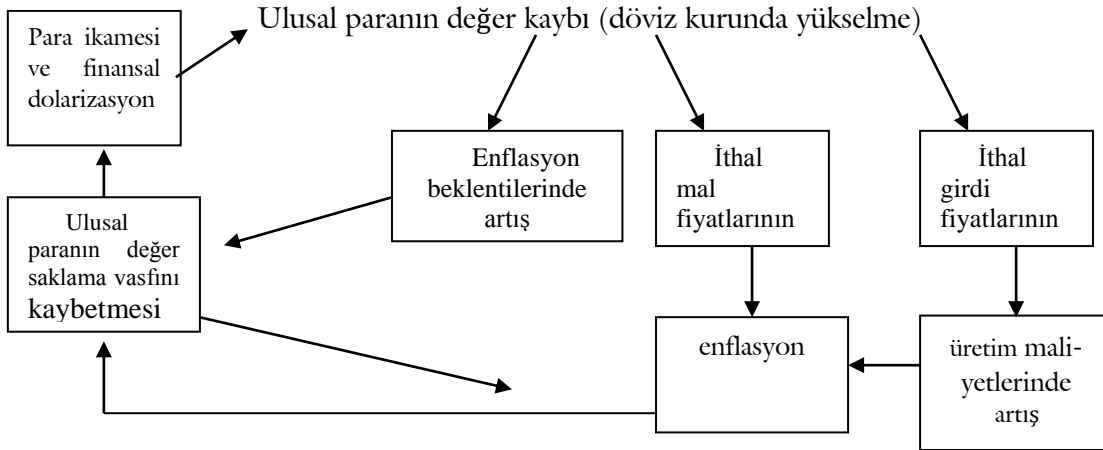 Ulusal paranın değer kaybı (döviz kurunda yükselme)
Para ikamesi
ve finansal
dolarizasyon
Enflasyon
beklentilerinde
artış
İthal
mal
fiyatlarının
İthal
girdi
fiyatlarının
Ulusal
paranın değer
saklama vasfını
kaybetmesi
enflasyon
üretim mali-
yetlerinde
artış